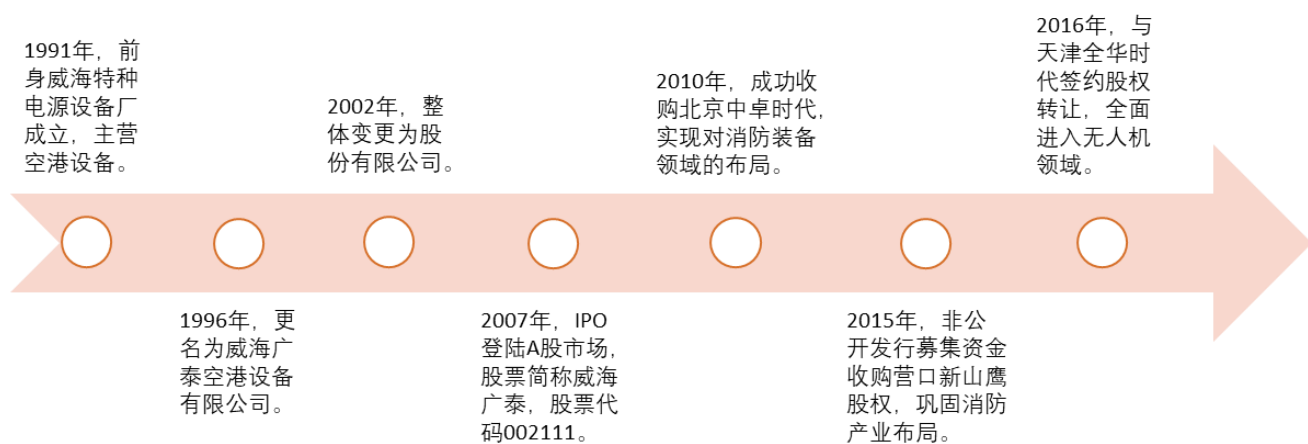 1991年，前
身威海特种
电源设备厂
成立，主营
空港设备。
1996年，更
名为威海广
泰空港设备
有限公司。
2002年，整
体变更为股
份有限公司。
2007年，IPO
登陆A股市场，
股票简称威海
广泰，股票代
码002111。
2010年，成功收
购北京中卓时代，
实现对消防装备
领域的布局。
2015年，非公
开发行募集资金
收购营口新山鹰
股权，巩固消防
产业布局。
2016年，与
天津全华时
代签约股权
转让，全面
进入无人机
领域。